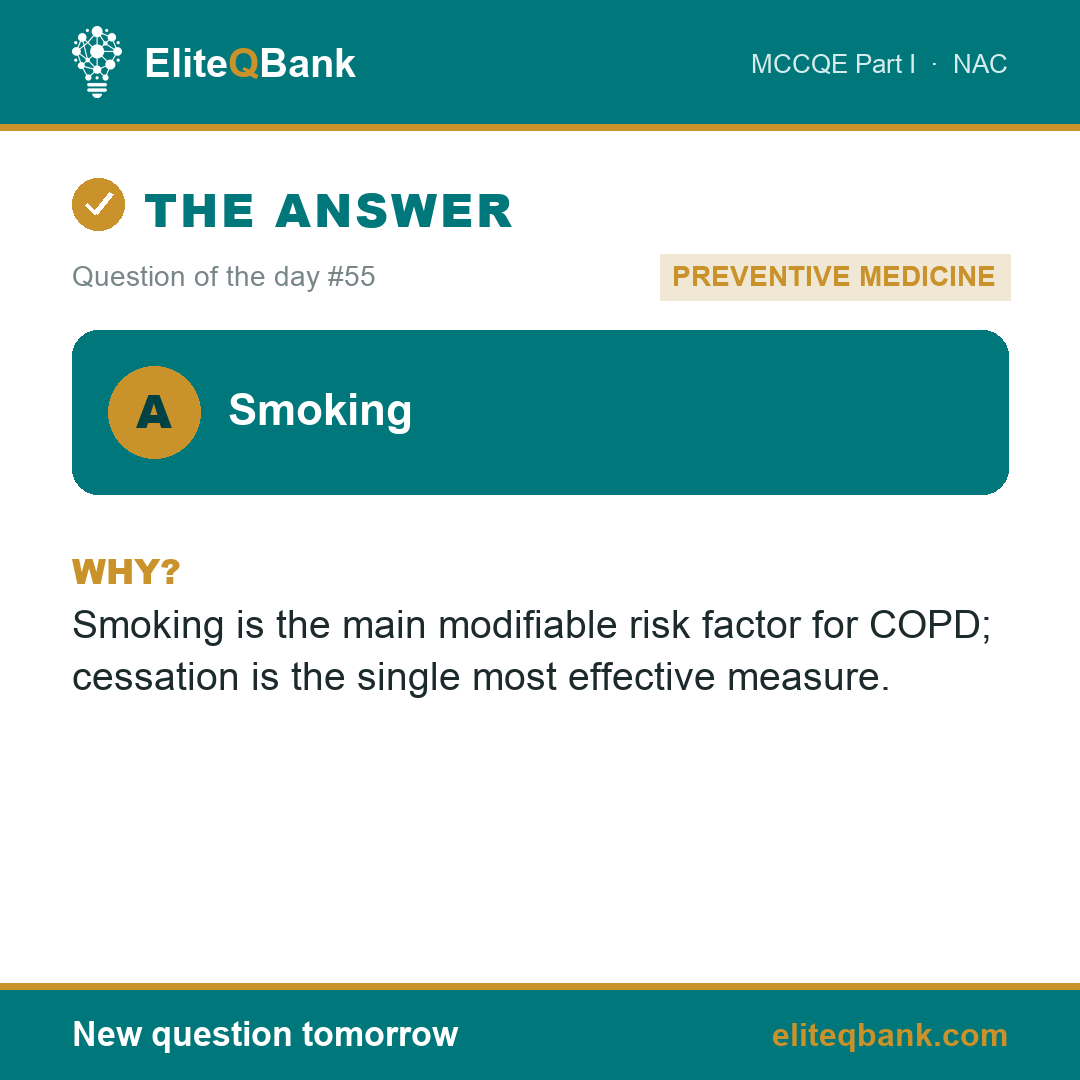 EliteQBank
MCCQE Part I · NAC
THE ANSWER
Question of the day #55
PREVENTIVE MEDICINE
A
Smoking
WHY?
Smoking is the main modifiable risk factor for COPD;
cessation is the single most effective measure.
New question tomorrow
eliteqbank.com